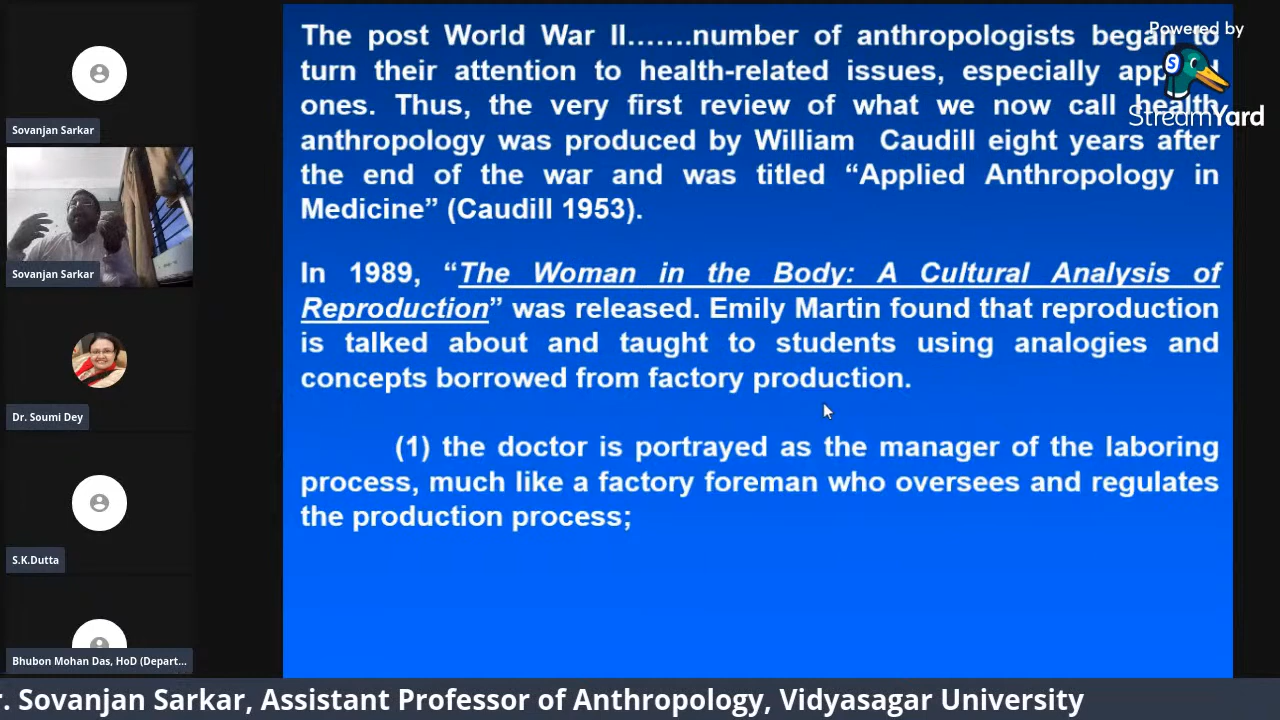 The post World War II.......number of anthropologists began to
turn their attention to health-related issues, especially
ones. Thus, the very first review of what we now call health
anthropology was produced by William Caudill eight years after
the end of the war and was titled “Applied Anthropology in
Medicine” (Caudill 1953).
In 1989, “The Woman in the Body: A Cultural Analysis of
Reproduction” was released. Emily Martin found that reproduction
is talked about and taught to students using analogies and
concepts borrowed from factory production.
(1) the doctor is portrayed as the manager of the laboring
process, much like a factory foreman who oversees and regulates
the production process;
Powered by
S
StreamYard
Sovanjan Sarkar
Sovanjan Sarkar
Dr. Soumi Dey
S.K.Dutta
Bhubon Mohan Das, HoD (Depart...
r. Sovanjan Sarkar, Assistant Professor of Anthropology, Vidyasagar University